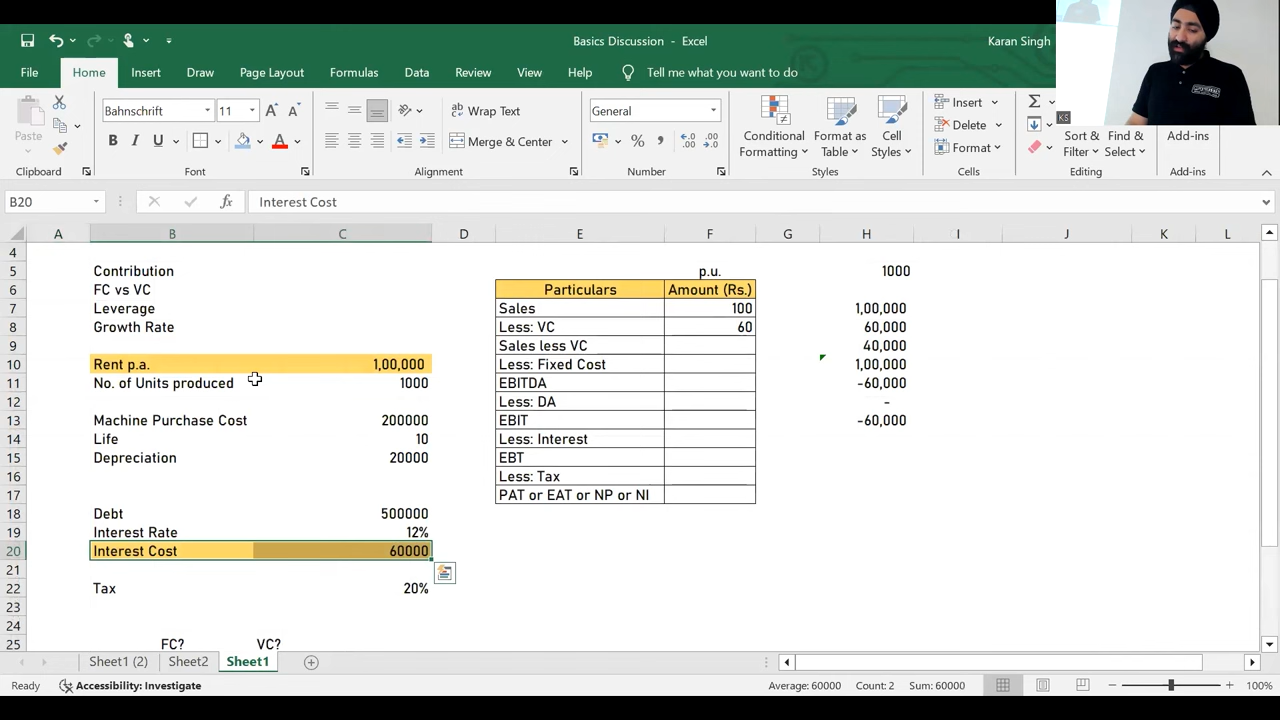 Basics Discussion - Excel
Karan Singh
File Home Insert Draw Page Layout Formulas Data Review View Help Tell me what you want to do
Paste
Bahnschrift 11
B I U
Wrap Text
Merge & Center
General
Conditional Formatting
Format as Table
Cell Styles
Insert
Delete
Format
Sort & Filter
Find & Select
Add-ins
KS
Clipboard Font Alignment Number Styles Cells Editing Add-ins
B20 fx Interest Cost
A B C D E F G H I J K L
4
5 Contribution p.u. 1000
6 FC vs VC Particulars Amount (Rs.)
7 Leverage Sales 100 1,00,000
8 Growth Rate Less: VC 60 60,000
9 Sales less VC 40,000
10 Rent p.a. 1,00,000 Less: Fixed Cost 1,00,000
11 No. of Units produced 1000 EBITDA -60,000
12 Less: DA -
13 Machine Purchase Cost 200000 EBIT -60,000
14 Life 10 Less: Interest
15 Depreciation 20000 EBT
16 Less: Tax
17 PAT or EAT or NP or NI
18 Debt 500000
19 Interest Rate 12%
20 Interest Cost 60000
21
22 Tax 20%
23
24
25 FC? VC?
Sheet1 (2) Sheet2 Sheet1
Ready Accessibility: Investigate Average: 60000 Count: 2 Sum: 60000 100%